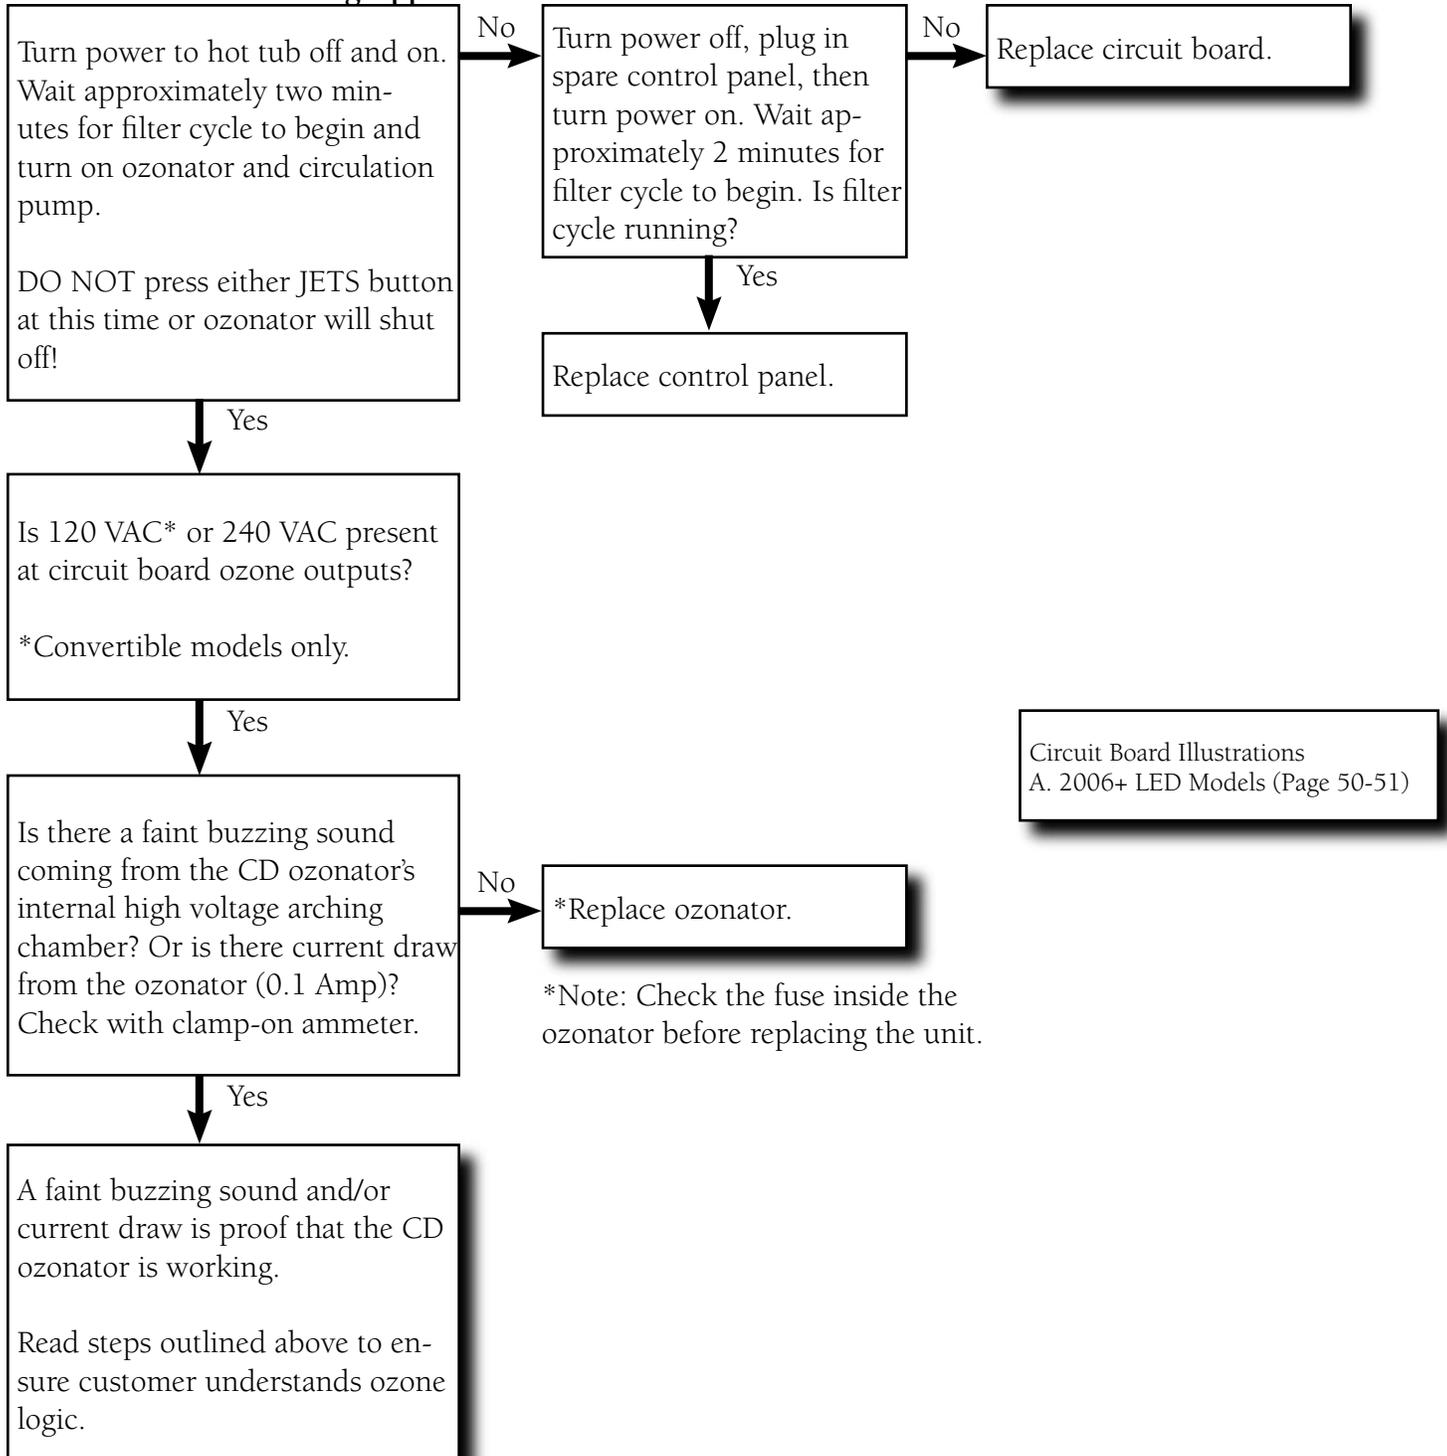 Turn power to hot tub off and on.
Wait approximately two min-
utes for filter cycle to begin and
turn on ozonator and circulation
pump.
DO NOT press either JETS button
at this time or ozonator will shut
off!
No
Turn power off, plug in
spare control panel, then
turn power on. Wait ap-
proximately 2 minutes for
filter cycle to begin. Is filter
cycle running?
No
Replace circuit board.
Yes
Replace control panel.
Yes
Is 120 VAC* or 240 VAC present
at circuit board ozone outputs?
*Convertible models only.
Yes
Circuit Board Illustrations
A. 2006+ LED Models (Page 50-51)
Is there a faint buzzing sound
coming from the CD ozonator's
internal high voltage arching
chamber? Or is there current draw
from the ozonator (0.1 Amp)?
Check with clamp-on ammeter.
No
*Replace ozonator.
*Note: Check the fuse inside the
ozonator before replacing the unit.
Yes
A faint buzzing sound and/or
current draw is proof that the CD
ozonator is working.
Read steps outlined above to en-
sure customer understands ozone
logic.